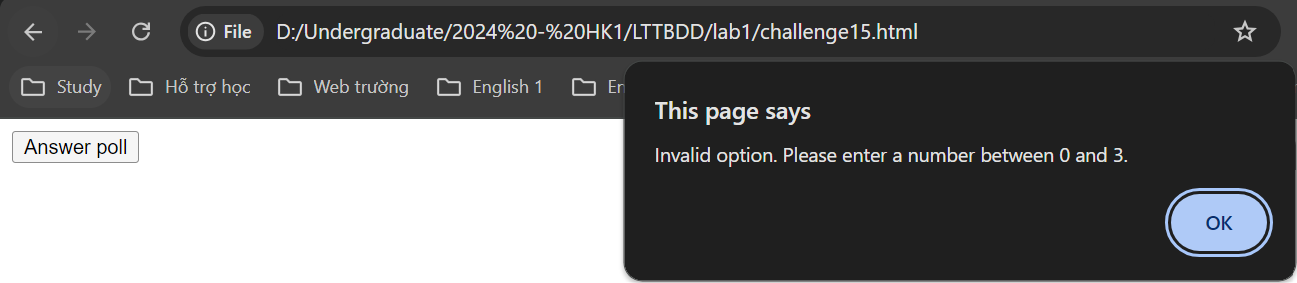 File D:/Undergraduate/2024%20-%20HK1/LTTBDD/lab1/challenge15.html
Study Hỗ trợ học Web trường English 1
This page says
Invalid option. Please enter a number between 0 and 3.
Answer poll
OK